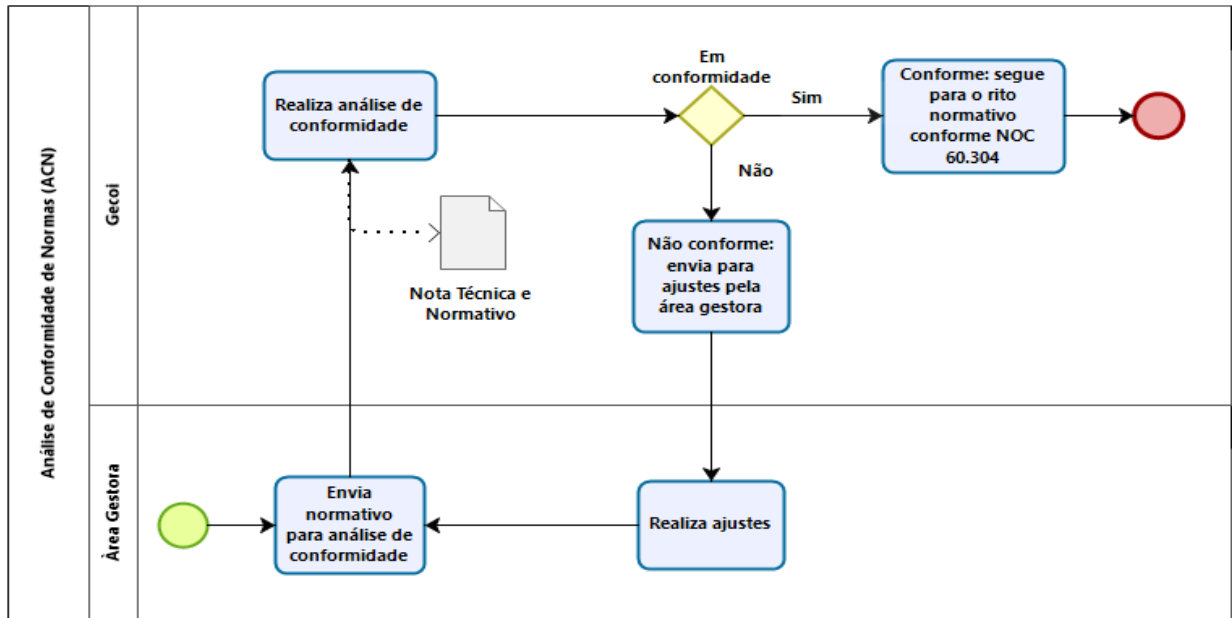 Análise de Conformidade de Normas (ACN)
Gecoi
Realiza análise de
conformidade
Nota Técnica e
Normativo
Em
conformidade
Sim
Não
Conforme: segue
para o rito
normativo
conforme NOC
60.304
Não conforme:
envia para
ajustes pela
área gestora
Àrea Gestora
Envia
normativo
para análise de
conformidade
Realiza ajustes